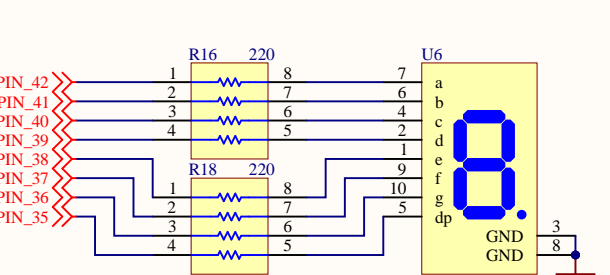 R16 220 U6
PIN_42 1 8 7 a
PIN_41 2 7 6 b
PIN_40 3 6 4 c
PIN_39 4 5 2 d
PIN_38 1 e
R18 220
PIN_37 9 f
PIN_36 1 8 10 g
PIN_35 2 7 5 dp
3 6 GND 3
4 5 GND 8